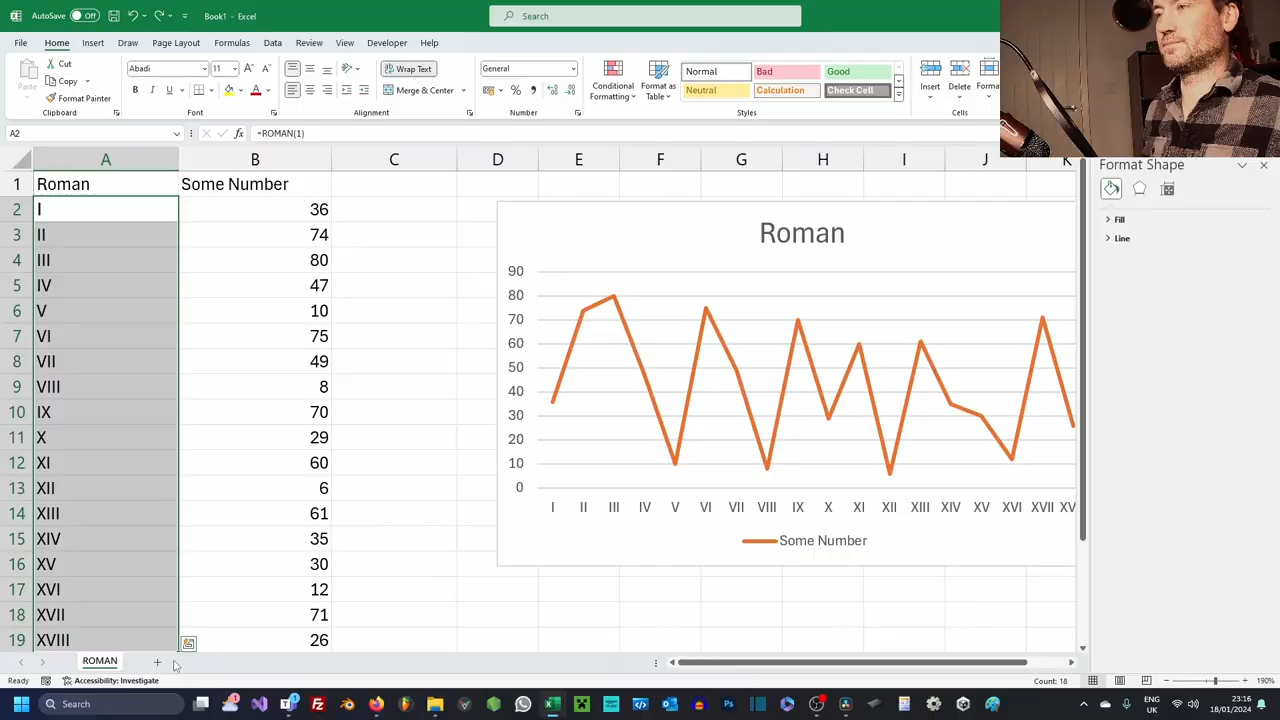 AutoSave Off Book1 - Excel Search
File Home Insert Draw Page Layout Formulas Data Review View Developer Help
Paste Cut Copy Format Painter Clipboard
Abadi 11 A A B I U A Font
Wrap Text Merge & Center Alignment
General % 9 Number
Conditional Formatting Format as Table
Normal Bad Good
Neutral Calculation Check Cell
Styles
Insert Delete Format Cells
A2 fx =ROMAN(1)
Format Shape
Fill
Line
A B C D E F G H I J K
1 Roman Some Number
2 I 36
3 II 74
4 III 80
5 IV 47
6 V 10
7 VI 75
8 VII 49
9 VIII 8
10 IX 70
11 X 29
12 XI 60
13 XII 6
14 XIII 61
15 XIV 35
16 XV 30
17 XVI 12
18 XVII 71
19 XVIII 26
Roman
90
80
70
60
50
40
30
20
10
0
I II III IV V VI VII VIII IX X XI XII XIII XIV XV XVI XVII XV
Some Number
ROMAN
Ready Accessibility: Investigate Count: 18 190%
Search ENG 23:16
UK 18/01/2024